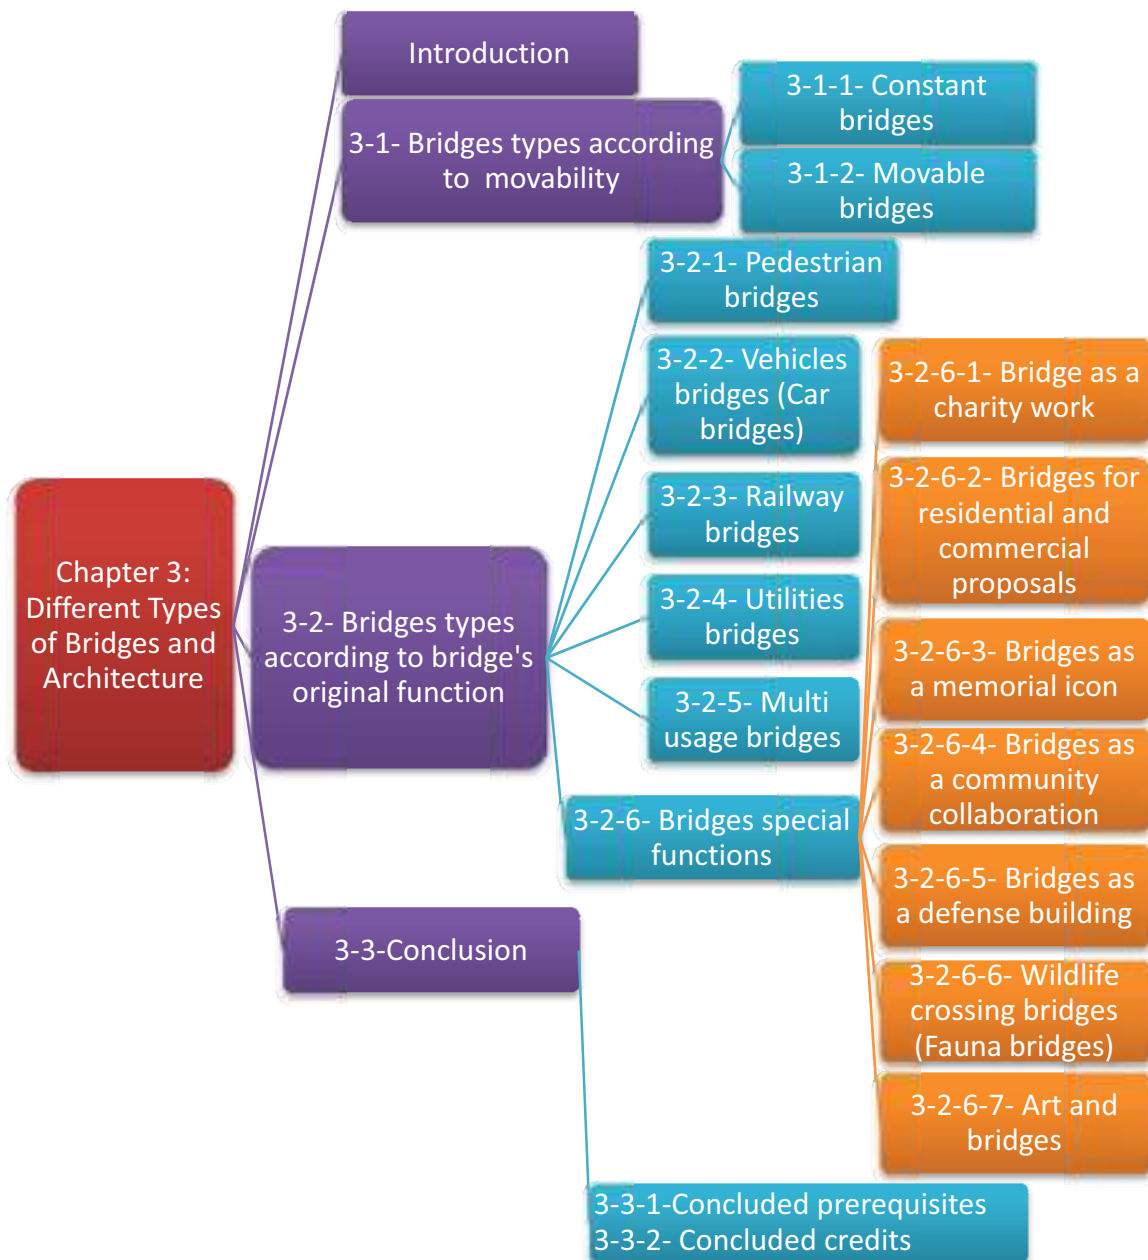 Chapter 3:
Different Types
of Bridges and
Architecture
Introduction
3-1- Bridges types according
to movability
3-1-1- Constant
bridges
3-1-2- Movable
bridges
3-2- Bridges types
according to bridge's
original function
3-2-1- Pedestrian
bridges
3-2-2- Vehicles
bridges (Car
bridges)
3-2-3- Railway
bridges
3-2-4- Utilities
bridges
3-2-5- Multi
usage bridges
3-2-6- Bridges special
functions
3-2-6-1- Bridge as a
charity work
3-2-6-2- Bridges for
residential and
commercial
proposals
3-2-6-3- Bridges as
a memorial icon
3-2-6-4- Bridges as
a community
collaboration
3-2-6-5- Bridges as
a defense building
3-2-6-6- Wildlife
crossing bridges
(Fauna bridges)
3-2-6-7- Art and
bridges
3-3-Conclusion
3-3-1-Concluded prerequisites
3-3-2- Concluded credits